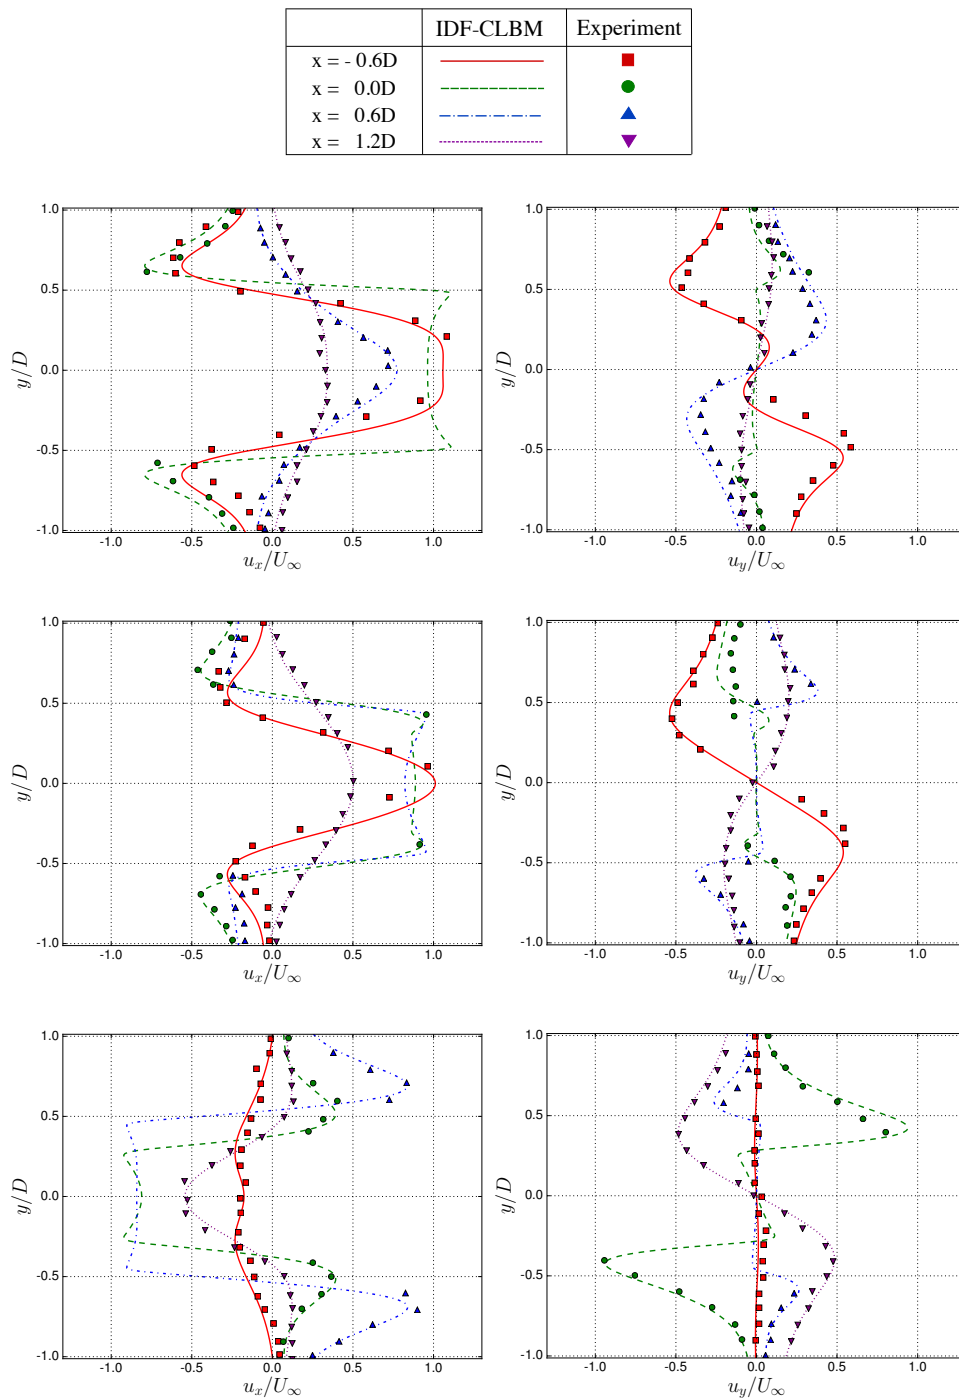 IDF-CLBM Experiment
x = - 0.6D
x = 0.0D
x = 0.6D
x = 1.2D
1.0 1.0
0.5 0.5
y/D 0.0 y/D 0.0
-0.5 -0.5
-1.0 -1.0
-1.0 -0.5 0.0 0.5 1.0 -1.0 -0.5 0.0 0.5 1.0
u_x/U_∞ u_y/U_∞
1.0 1.0
0.5 0.5
y/D 0.0 y/D 0.0
-0.5 -0.5
-1.0 -1.0
-1.0 -0.5 0.0 0.5 1.0 -1.0 -0.5 0.0 0.5 1.0
u_x/U_∞ u_y/U_∞
1.0 1.0
0.5 0.5
y/D 0.0 y/D 0.0
-0.5 -0.5
-1.0 -1.0
-1.0 -0.5 0.0 0.5 1.0 -1.0 -0.5 0.0 0.5 1.0
u_x/U_∞ u_y/U_∞